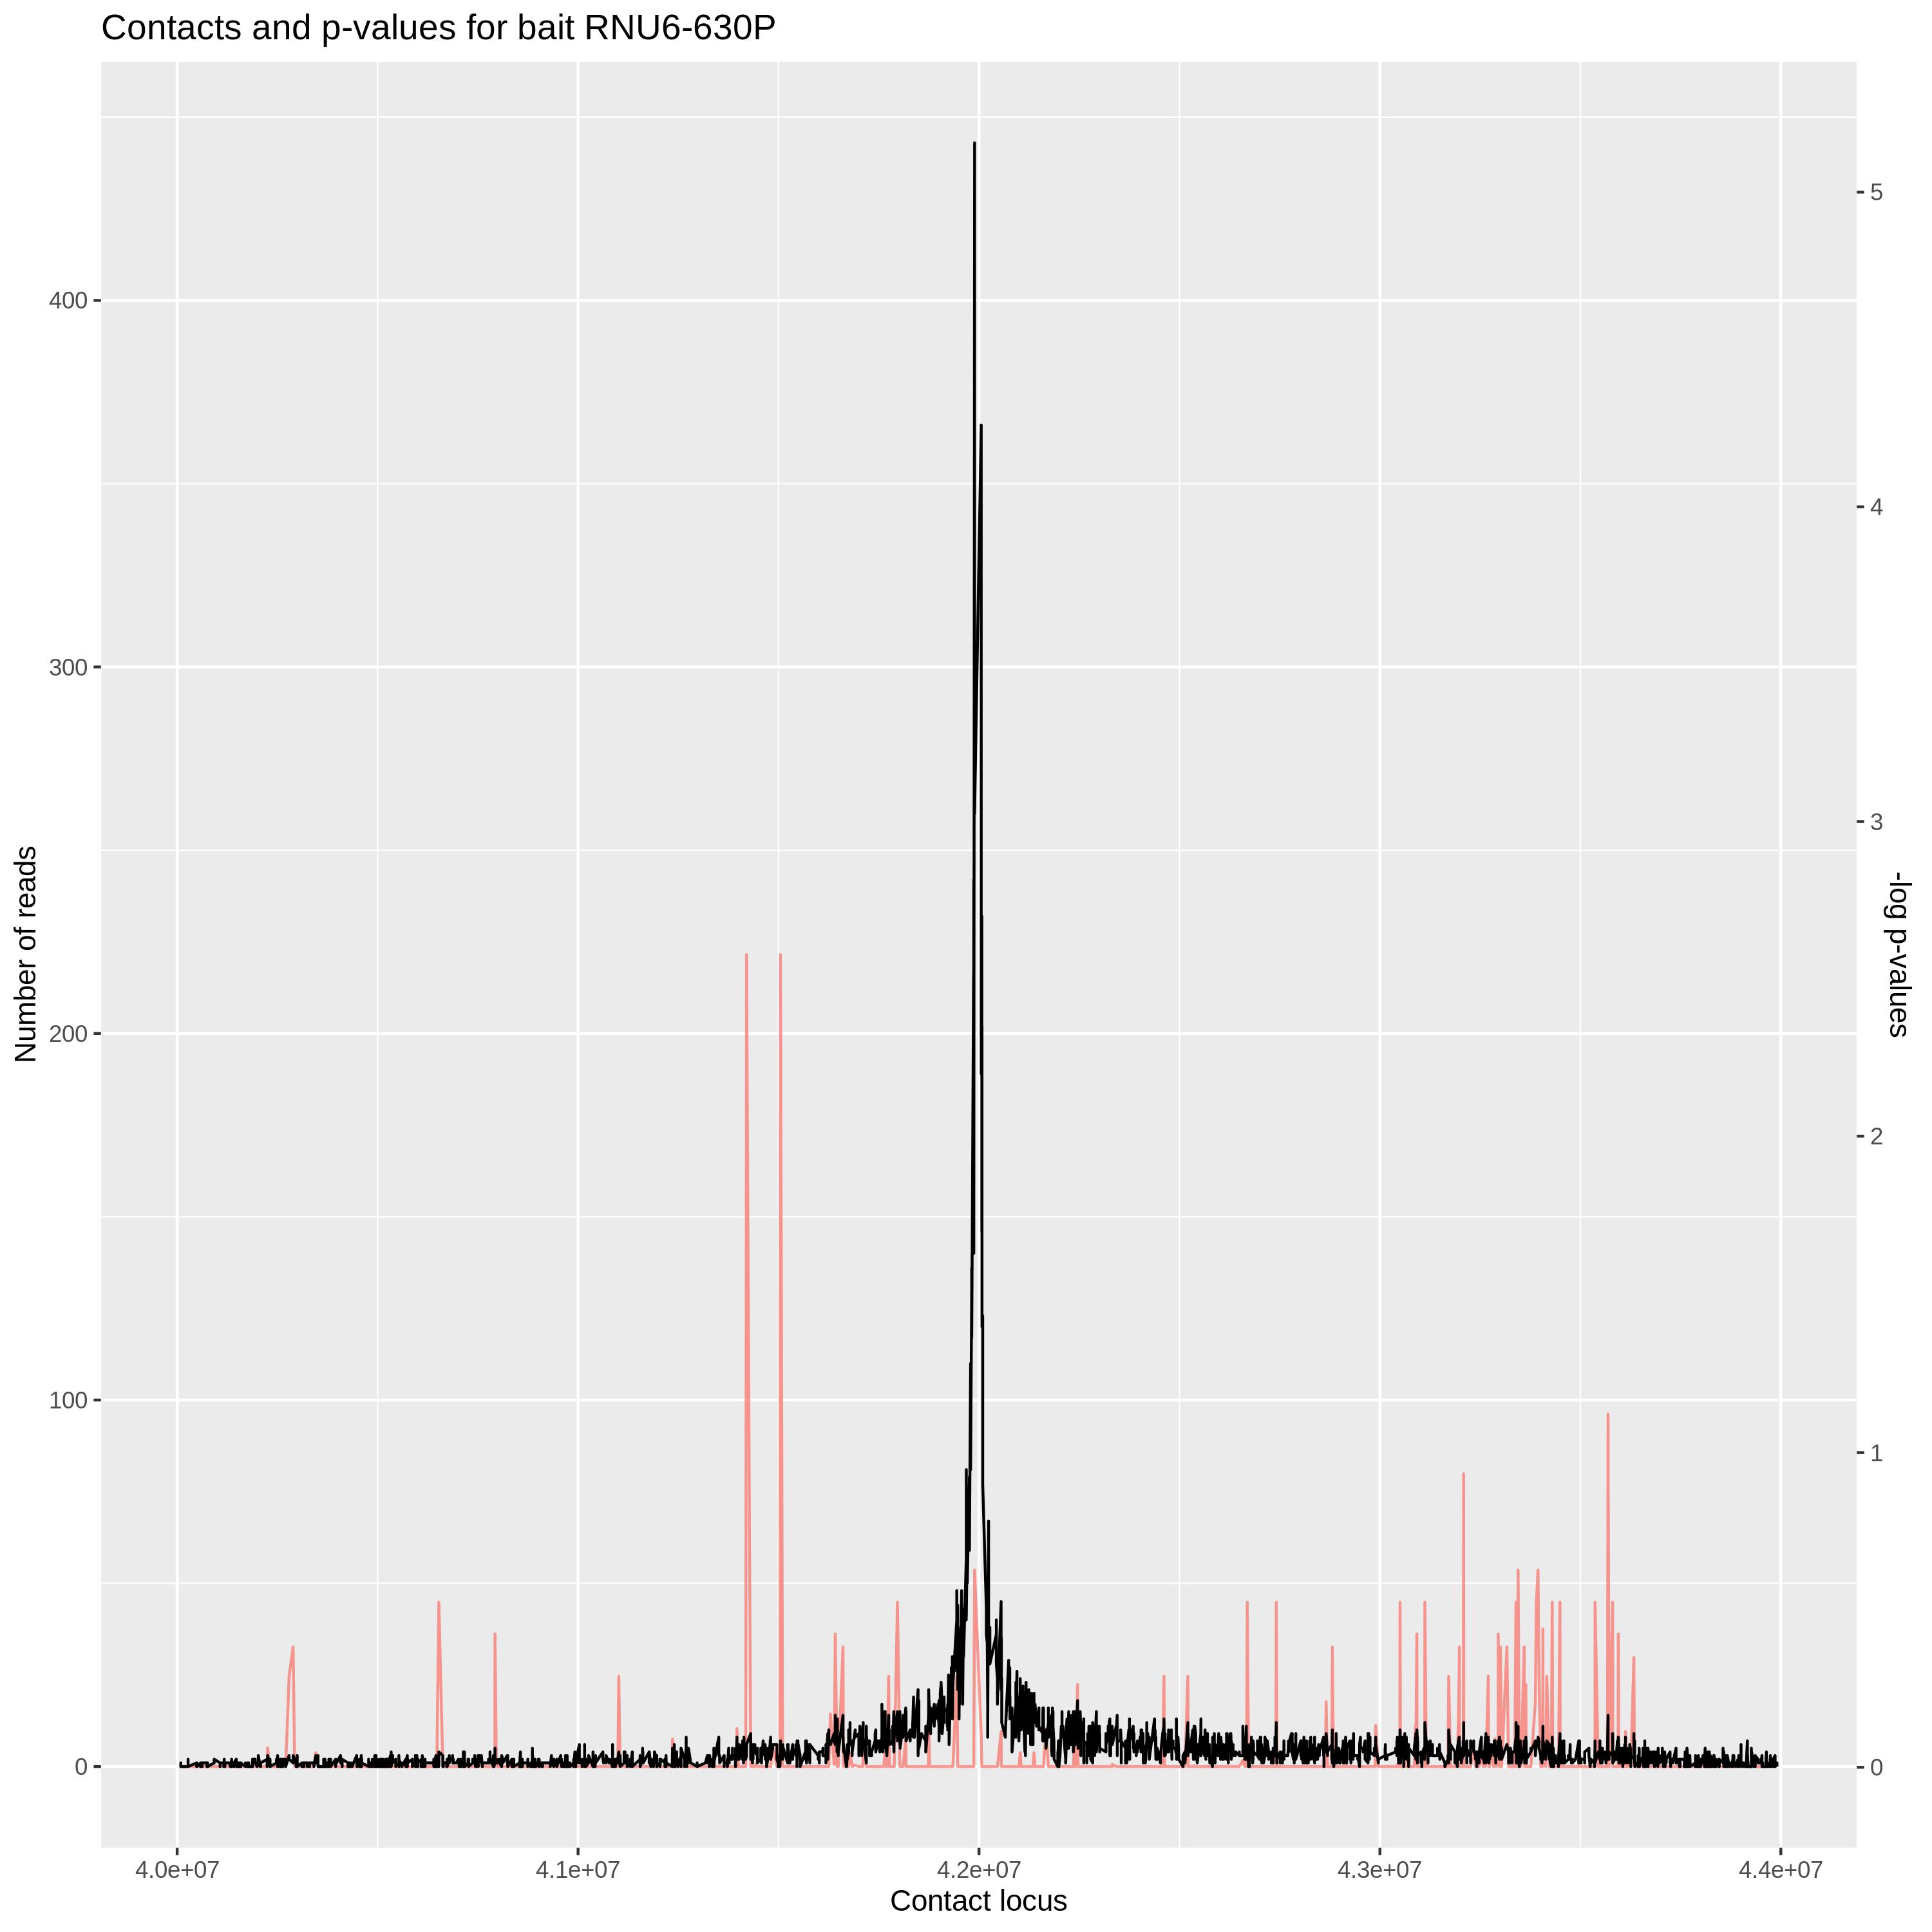 Contacts and p-values for bait RNU6-630P
Number of reads
400
300
200
100
0
5
4
3
2
1
0
-log p-values
4.0e+07 4.1e+07 4.2e+07 4.3e+07 4.4e+07
Contact locus